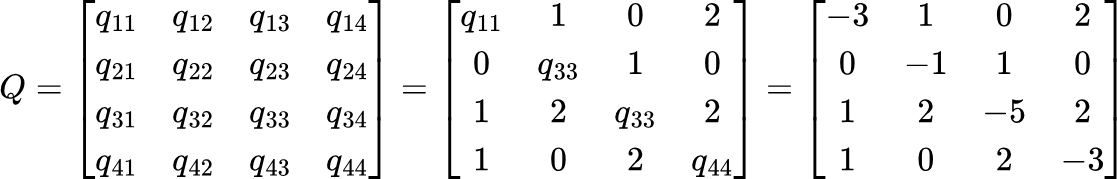 Q = [q11 q12 q13 q14; q21 q22 q23 q24; q31 q32 q33 q34; q41 q42 q43 q44] = [q11 1 0 2; 0 q33 1 0; 1 2 q33 2; 1 0 2 q44] = [−3 1 0 2; 0 −1 1 0; 1 2 −5 2; 1 0 2 −3]